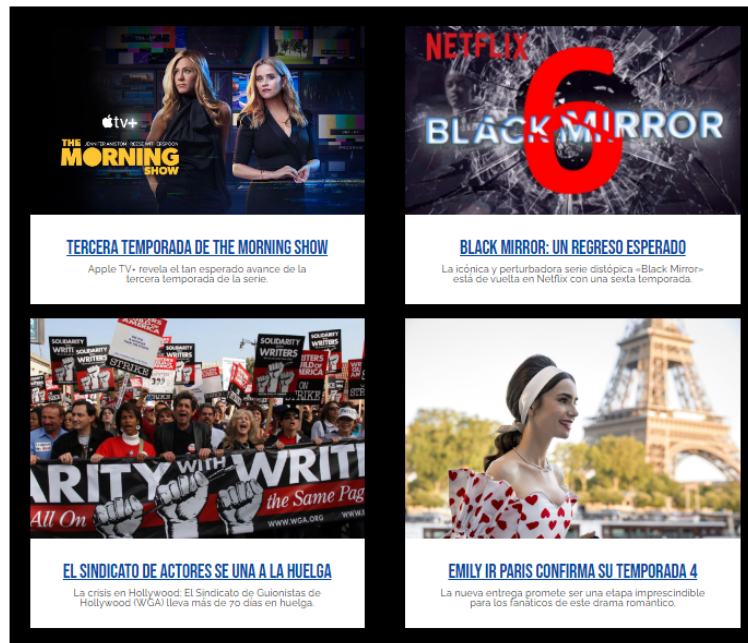 tv+
JENNIFER ANISTON REESE WITHERSPOON
THE
MORNING
SHOW
TERCERA TEMPORADA DE THE MORNING SHOW
Apple TV+ revela el tan esperado avance de la
tercera temporada de la serie.
NETFLIX
6
BLACK MIRROR
BLACK MIRROR: UN REGRESO ESPERADO
La icónica y perturbadora serie distópica «Black Mirror»
está de vuelta en Netflix con una sexta temporada.
SOLIDARITY
WRITERS
STRIKE
ARITY WITH WRIT
All On
the Same Pag
WWW.WGA.ORG
EL SINDICATO DE ACTORES SE UNA A LA HUELGA
La crisis en Hollywood: El Sindicato de Guionistas de
Hollywood (WGA) lleva más de 70 días en huelga.
EMILY IR PARIS CONFIRMA SU TEMPORADA 4
La nueva entrega promete ser una etapa imprescindible
para los fanáticos de este drama romántico.